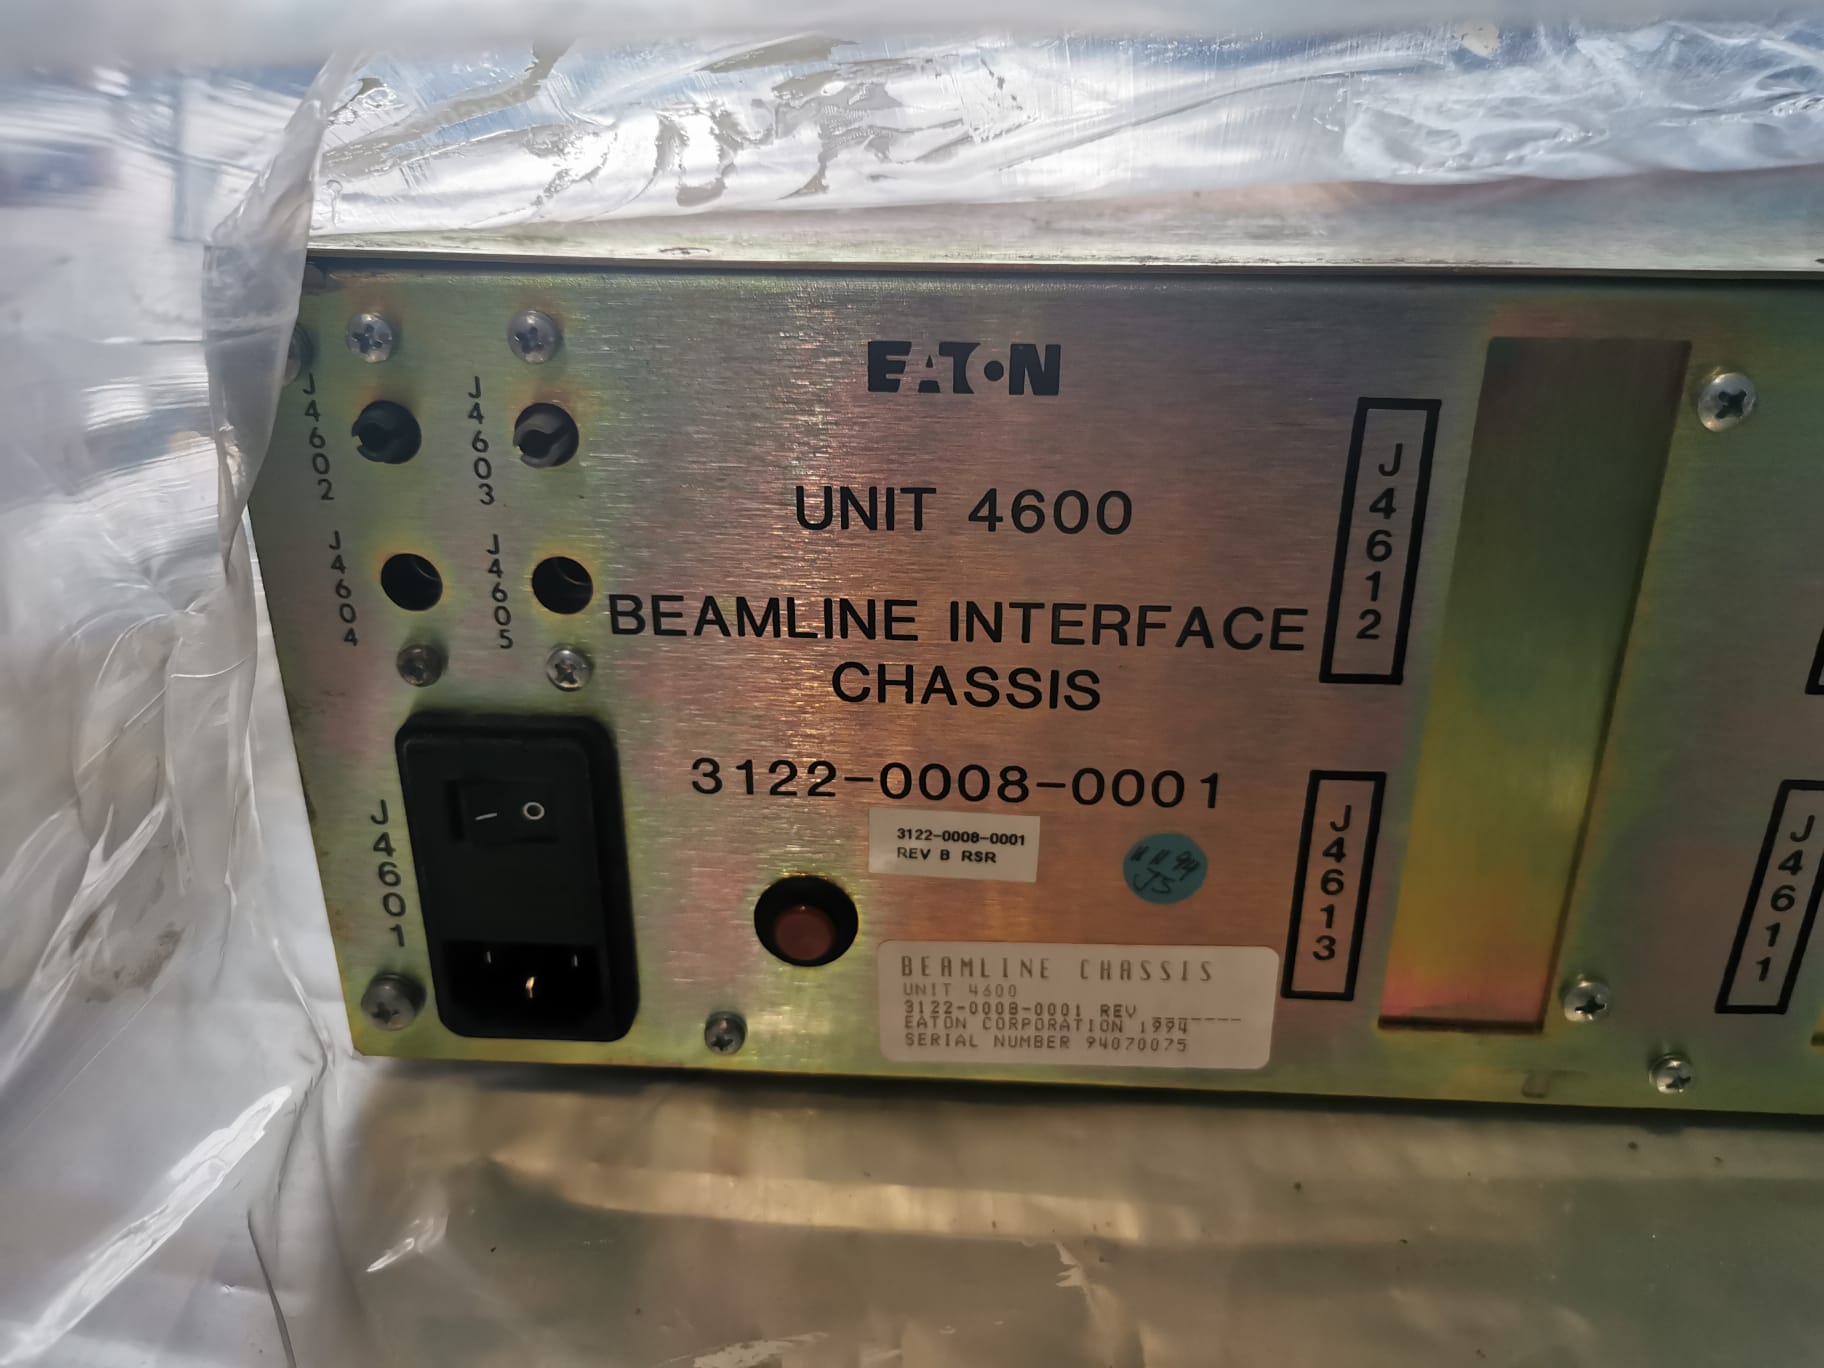 EATON
J4602
J4603
UNIT 4600
J4612
J4604
J4605
BEAMLINE INTERFACE
CHASSIS
3122-0008-0001
3122-0008-0001
REV B RSR
J4601
J4613
J4611
BEAMLINE CHASSIS
UNIT 4600
3122-0008-0001 REV
EATON CORPORATION 1994
SERIAL NUMBER 94070075